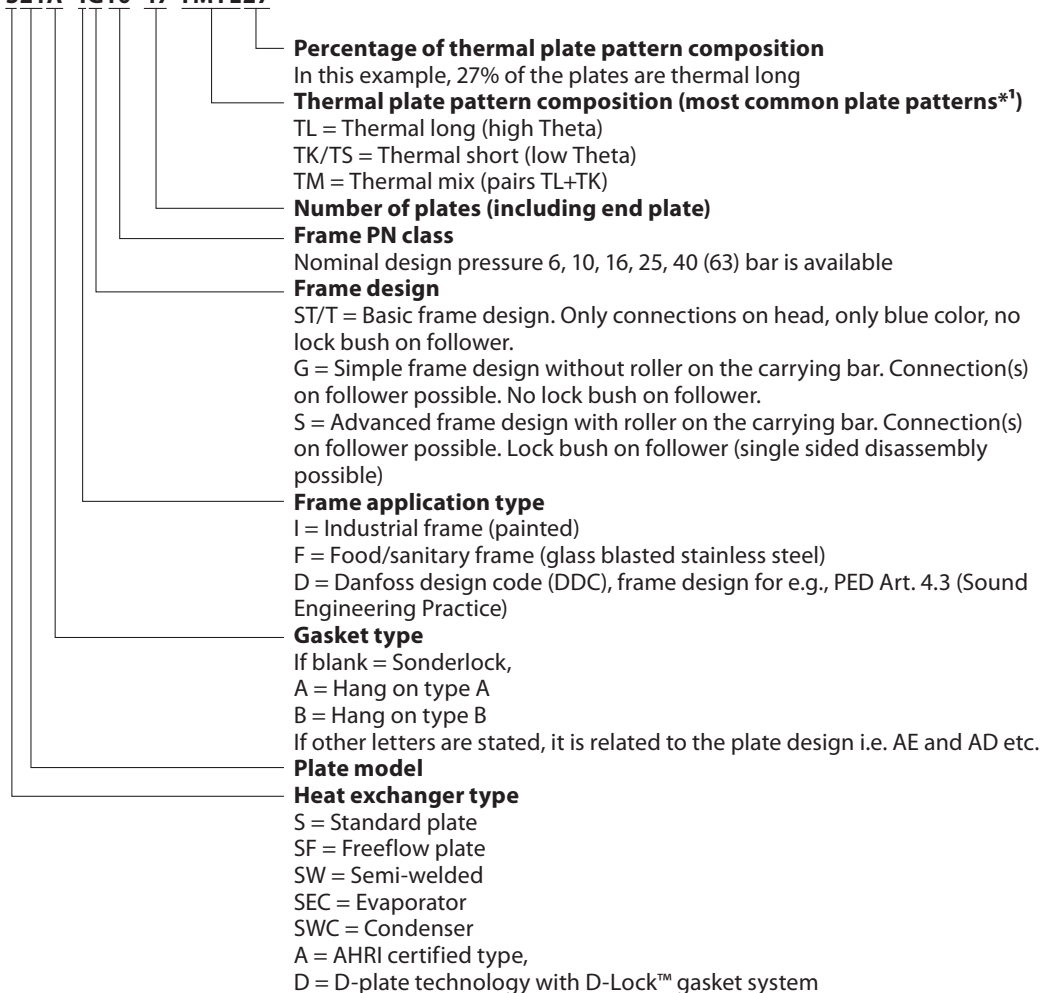 Percentage of thermal plate pattern composition
In this example, 27% of the plates are thermal long
Thermal plate pattern composition (most common plate patterns*¹)
TL = Thermal long (high Theta)
TK/TS = Thermal short (low Theta)
TM = Thermal mix (pairs TL+TK)
Number of plates (including end plate)
Frame PN class
Nominal design pressure 6, 10, 16, 25, 40 (63) bar is available
Frame design
ST/T = Basic frame design. Only connections on head, only blue color, no
lock bush on follower.
G = Simple frame design without roller on the carrying bar. Connection(s)
on follower possible. No lock bush on follower.
S = Advanced frame design with roller on the carrying bar. Connection(s)
on follower possible. Lock bush on follower (single sided disassembly
possible)
Frame application type
I = Industrial frame (painted)
F = Food/sanitary frame (glass blasted stainless steel)
D = Danfoss design code (DDC), frame design for e.g., PED Art. 4.3 (Sound
Engineering Practice)
Gasket type
If blank = Sonderlock,
A = Hang on type A
B = Hang on type B
If other letters are stated, it is related to the plate design i.e. AE and AD etc.
Plate model
Heat exchanger type
S = Standard plate
SF = Freeflow plate
SW = Semi-welded
SEC = Evaporator
SWC = Condenser
A = AHRI certified type,
D = D-plate technology with D-Lock™ gasket system